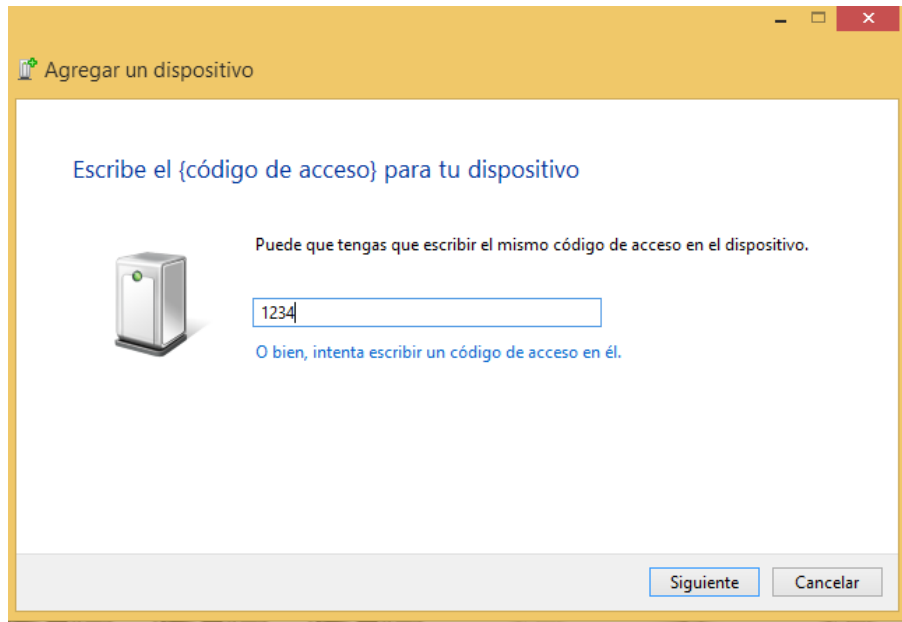 Agregar un dispositivo
Escribe el {código de acceso} para tu dispositivo
Puede que tengas que escribir el mismo código de acceso en el dispositivo.
1234
O bien, intenta escribir un código de acceso en él.
Siguiente Cancelar